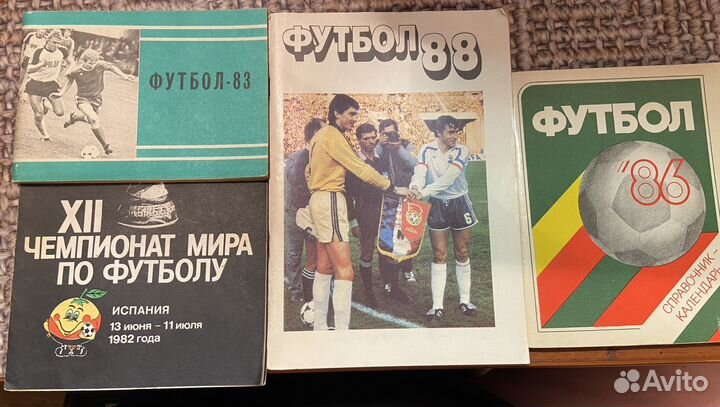 ФУТБОЛ-83
XII
ЧЕМПИОНАТ МИРА
ПО ФУТБОЛУ
ИСПАНИЯ
13 июня – 11 июля
1982 года
ФУТБОЛ 88
6
ФУТБОЛ
'86
СПРАВОЧНИК–
КАЛЕНДАРЬ
Avito